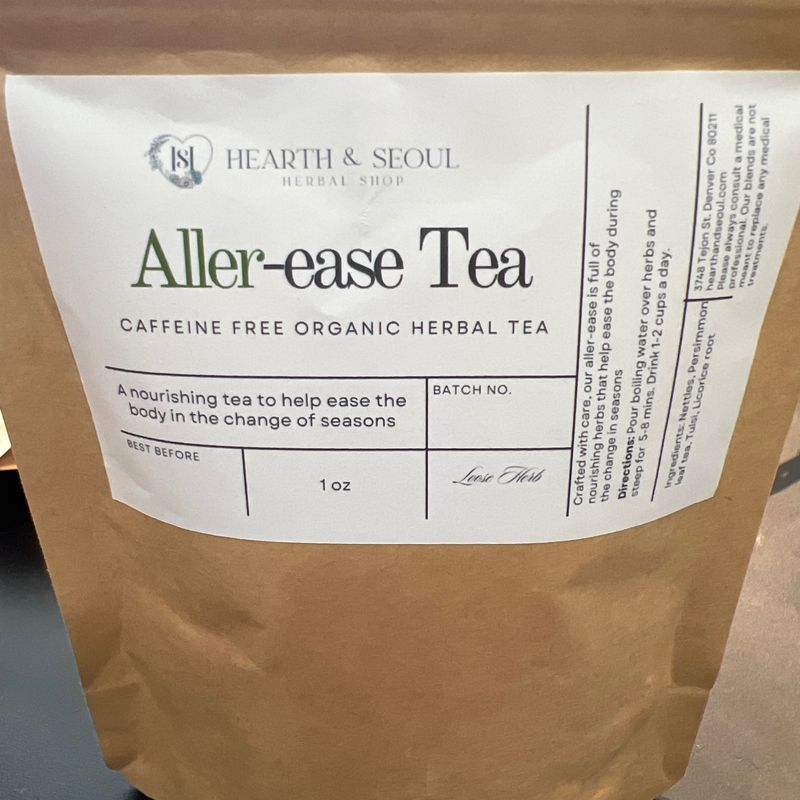 HSH
HEARTH & SEOUL
HERBAL SHOP
Aller-ease Tea
CAFFEINE FREE ORGANIC HERBAL TEA
A nourishing tea to help ease the
body in the change of seasons
BATCH NO.
BEST BEFORE
1 oz
Loose Herb
Crafted with care, our aller-ease is full of
nourishing herbs that help ease the body during
the change in seasons
Directions: Pour boiling water over herbs and
steep for 5-8 mins. Drink 1-2 cups a day.
Ingredients: Nettles, Persimmon
leaf tea, Tulsi, Licorice root
3748 Tejon St. Denver Co 80211
hearthandseoul.com
Please always consult a medical
professional. Our blends are not
meant to replace any medical
treatments.